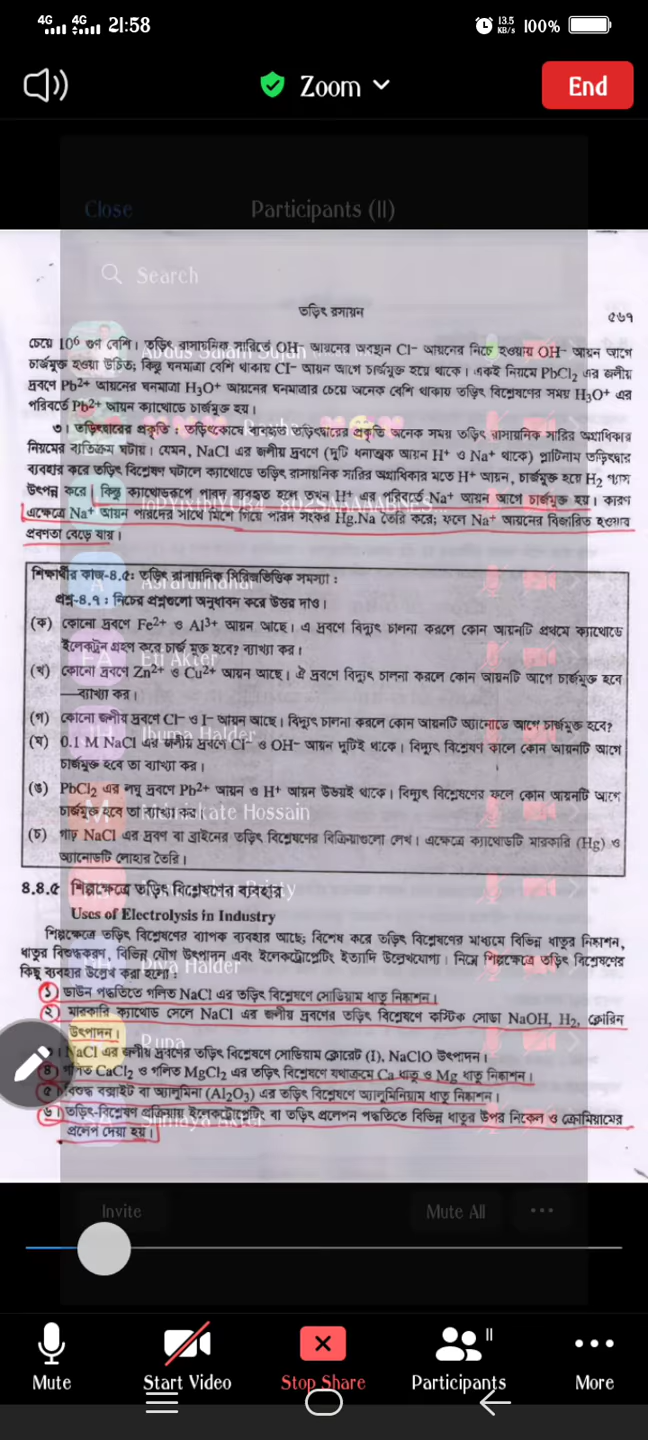 4G 4G 21:58 13.5 KB/s 100%
Zoom End
Close Participants (11)
Search
তড়িৎ রসায়ন ৫৬৭
চেয়ে 10⁶ গুণ বেশি। তড়িৎ রাসায়নিক সারিতে OH⁻ আয়নের অবস্থান Cl⁻ আয়নের নিচে হওয়ায় OH⁻ আয়ন আগে
চার্জমুক্ত হওয়া উচিত; কিন্তু ঘনমাত্রা বেশি থাকায় Cl⁻ আয়ন আগে চার্জমুক্ত হয়ে থাকে। একই নিয়মে PbCl₂ এর জলীয়
দ্রবণে Pb²⁺ আয়নের ঘনমাত্রা H₃O⁺ আয়নের ঘনমাত্রার চেয়ে অনেক বেশি থাকায় তড়িৎ বিশ্লেষণের সময় H₃O⁺ এর
পরিবর্তে Pb²⁺ আয়ন ক্যাথোডে চার্জমুক্ত হয়।
৩। তড়িৎদ্বারের প্রকৃতি : তড়িৎকোষে ব্যবহৃত তড়িৎদ্বারের প্রকৃতি অনেক সময় তড়িৎ রাসায়নিক সারির অগ্রাধিকার
নিয়মের ব্যতিক্রম ঘটায়। যেমন, NaCl এর জলীয় দ্রবণে (দুটি ধনাত্মক আয়ন H⁺ ও Na⁺ থাকে) প্লাটিনাম তড়িৎদ্বার
ব্যবহার করে তড়িৎ বিশ্লেষণ ঘটালে ক্যাথোডে তড়িৎ রাসায়নিক সারির অগ্রাধিকার মতে H⁺ আয়ন, চার্জমুক্ত হয়ে H₂ গ্যাস
উৎপন্ন করে। কিন্তু ক্যাথোডরূপে পারদ ব্যবহৃত হলে তখন H⁺ এর পরিবর্তে Na⁺ আয়ন আগে চার্জমুক্ত হয়। কারণ
এক্ষেত্রে Na⁺ আয়ন পারদের সাথে মিশে গিয়ে পারদ সংকর Hg.Na তৈরি করে; ফলে Na⁺ আয়নের বিজারিত হওয়ার
প্রবণতা বেড়ে যায়।
শিক্ষার্থীর কাজ-৪.৫: তড়িৎ রাসায়নিক সিরিজভিত্তিক সমস্যা :
Asrafunnahar
প্রশ্ন-৪.৭ : নিচের প্রশ্নগুলো অনুধাবন করে উত্তর দাও।
(ক) কোনো দ্রবণে Fe²⁺ ও Al³⁺ আয়ন আছে। এ দ্রবণে বিদ্যুৎ চালনা করলে কোন আয়নটি প্রথমে ক্যাথোডে
ইলেকট্রন গ্রহণ করে চার্জ মুক্ত হবে? ব্যাখ্যা কর।
Eti Akter
(খ) কোনো দ্রবণে Zn²⁺ ও Cu²⁺ আয়ন আছে। ঐ দ্রবণে বিদ্যুৎ চালনা করলে কোন আয়নটি আগে চার্জমুক্ত হবে
—ব্যাখ্যা কর।
(গ) কোনো জলীয় দ্রবণে Cl⁻ ও I⁻ আয়ন আছে। বিদ্যুৎ চালনা করলে কোন আয়নটি অ্যানোডে আগে চার্জমুক্ত হবে?
Halder
(ঘ) 0.1 M NaCl এর জলীয় দ্রবণে Cl⁻ ও OH⁻ আয়ন দুটিই থাকে। বিদ্যুৎ বিশ্লেষণ কালে কোন আয়নটি আগে
চার্জমুক্ত হবে তা ব্যাখ্যা কর।
(ঙ) PbCl₂ এর লঘু দ্রবণে Pb²⁺ আয়ন ও H⁺ আয়ন উভয়ই থাকে। বিদ্যুৎ বিশ্লেষণের ফলে কোন আয়নটি আগে
চার্জমুক্ত হবে তা ব্যাখ্যা কর।
Hossain
(চ) গাঢ় NaCl এর দ্রবণ বা ব্রাইনের তড়িৎ বিশ্লেষণের বিক্রিয়াগুলো লেখ। এক্ষেত্রে ক্যাথোডটি মারকারি (Hg) ও
অ্যানোডটি লোহার তৈরি।
৪.৪.৫ শিল্পক্ষেত্রে তড়িৎ বিশ্লেষণের ব্যবহার
Uses of Electrolysis in Industry
শিল্পক্ষেত্রে তড়িৎ বিশ্লেষণের ব্যাপক ব্যবহার আছে; বিশেষ করে তড়িৎ বিশ্লেষণের মাধ্যমে বিভিন্ন ধাতুর নিষ্কাশন,
ধাতুর বিশুদ্ধকরণ, বিভিন্ন যৌগ উৎপাদন এবং ইলেকট্রোপ্লেটিং ইত্যাদি উল্লেখযোগ্য। নিম্নে শিল্পক্ষেত্রে তড়িৎ বিশ্লেষণের
কিছু ব্যবহার উল্লেখ করা হলো :
Diya Halder
১। ডাউন পদ্ধতিতে গলিত NaCl এর তড়িৎ বিশ্লেষণে সোডিয়াম ধাতু নিষ্কাশন।
২। মারকারি ক্যাথোড সেলে NaCl এর জলীয় দ্রবণের তড়িৎ বিশ্লেষণে কস্টিক সোডা NaOH, H₂, ক্লোরিন
উৎপাদন।
Rupa
NaCl এর জলীয় দ্রবণের তড়িৎ বিশ্লেষণে সোডিয়াম ক্লোরেট (I), NaClO উৎপাদন।
৪। গলিত CaCl₂ ও গলিত MgCl₂ এর তড়িৎ বিশ্লেষণে যথাক্রমে Ca ধাতু ও Mg ধাতু নিষ্কাশন।
৫। বিশুদ্ধ বক্সাইট বা অ্যালুমিনা (Al₂O₃) এর তড়িৎ বিশ্লেষণে অ্যালুমিনিয়াম ধাতু নিষ্কাশন।
৬। তড়িৎ-বিশ্লেষণ প্রক্রিয়ায় ইলেকট্রোপ্লেটিং বা তড়িৎ প্রলেপন পদ্ধতিতে বিভিন্ন ধাতুর উপর নিকেল ও ক্রোমিয়ামের
প্রলেপ দেয়া হয়।
Invite Mute All
Mute Start Video Stop Share Participants 11 More